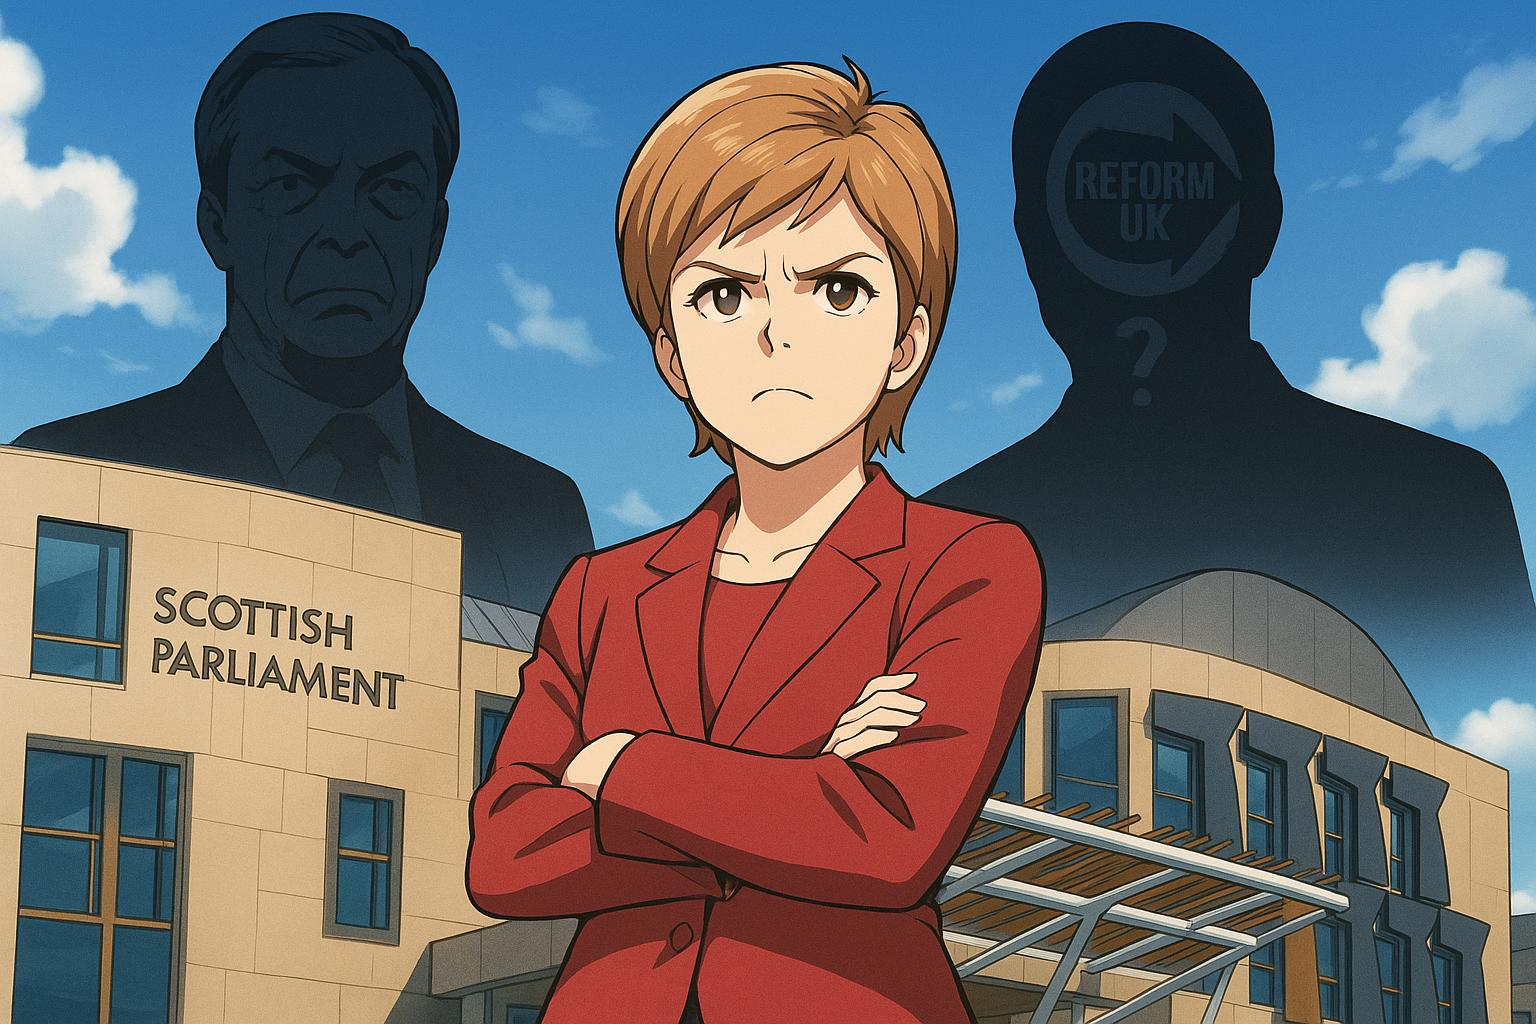 SCOTTISH
PARLIAMENT
REFORM
UK
?